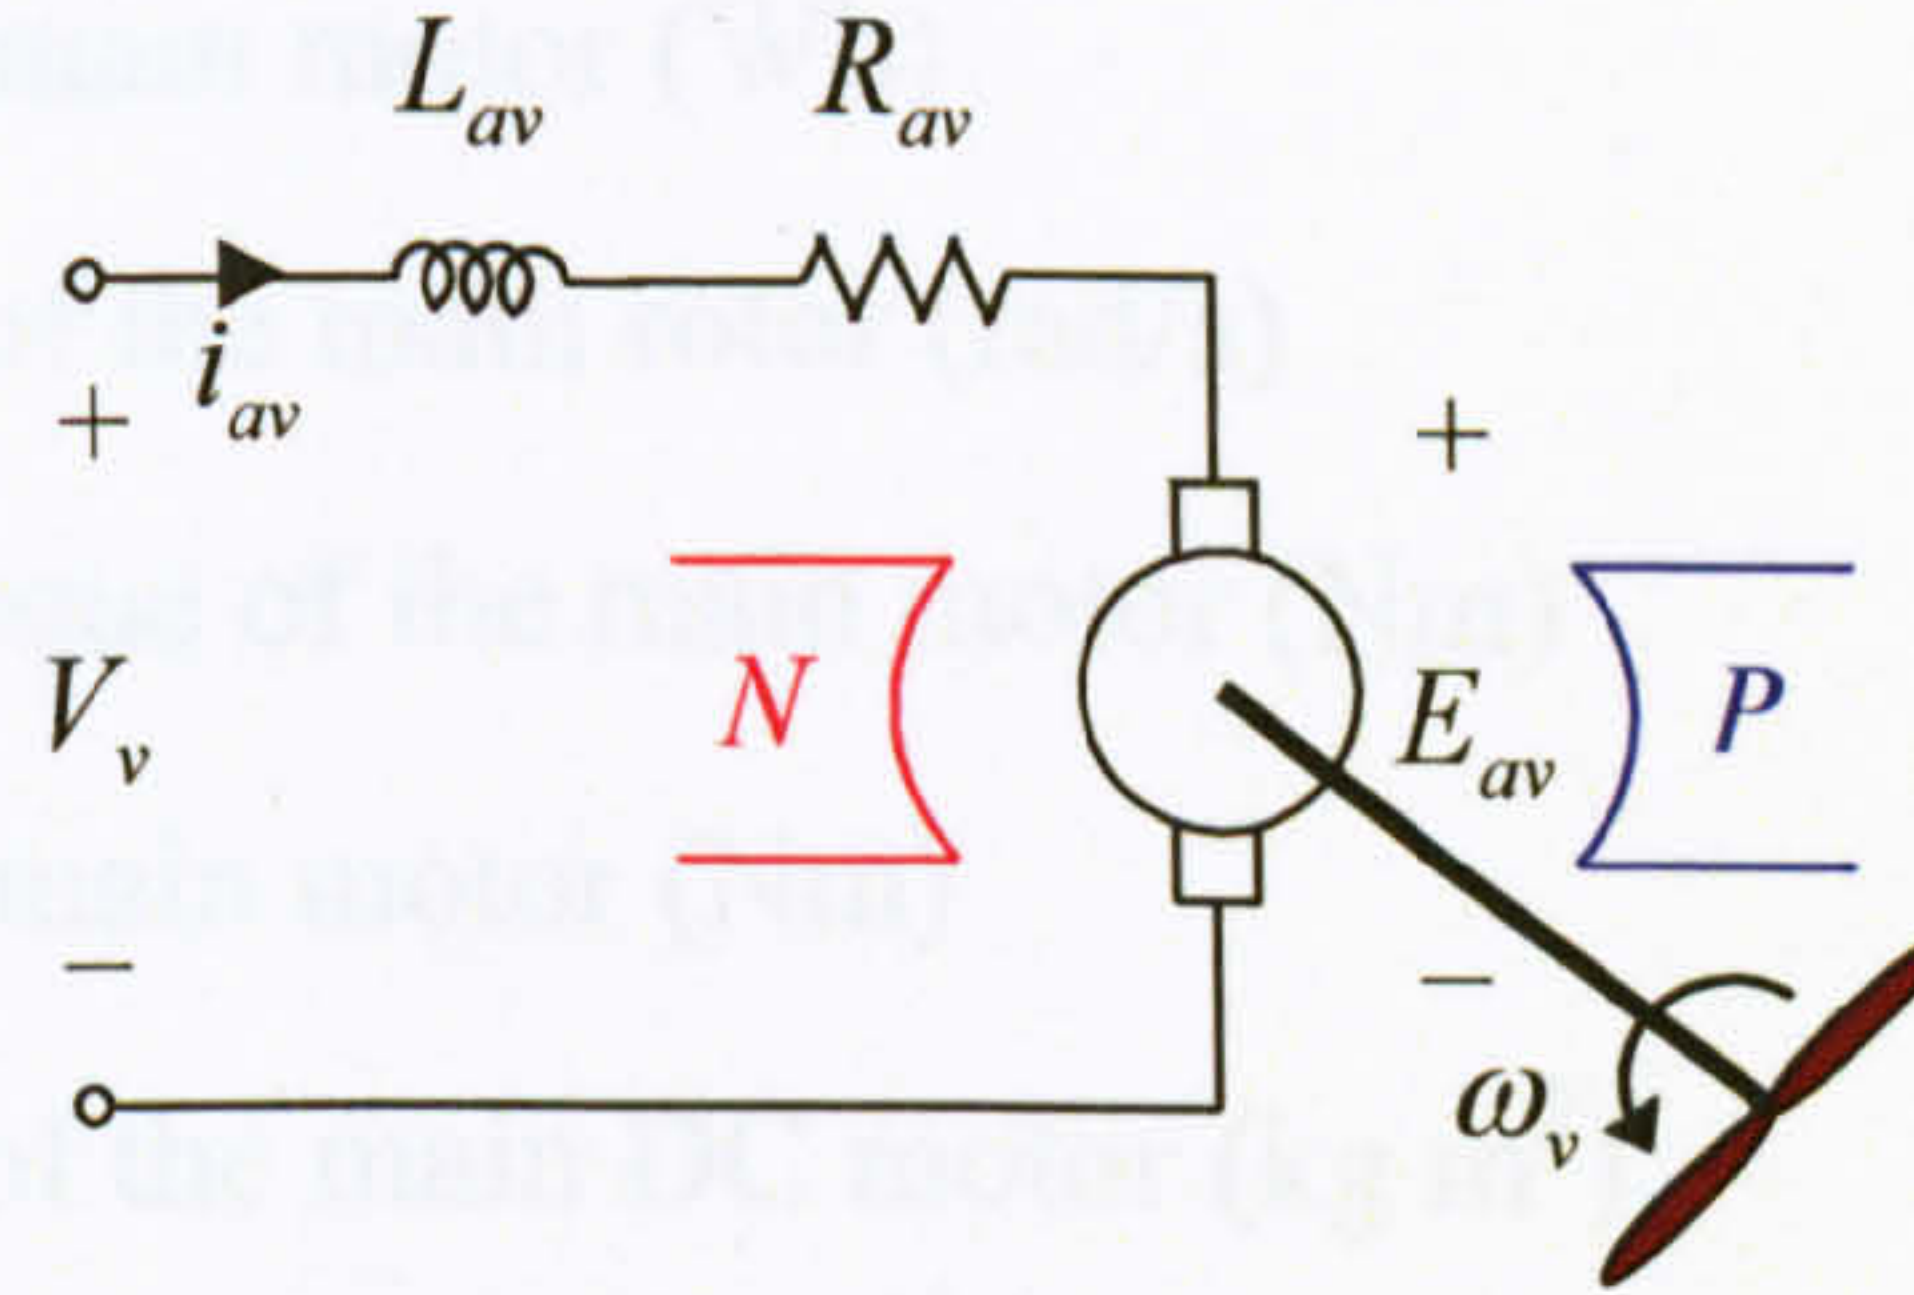 L_av R_av
i_av
+ +
V_v N E_av P
− −
ω_v